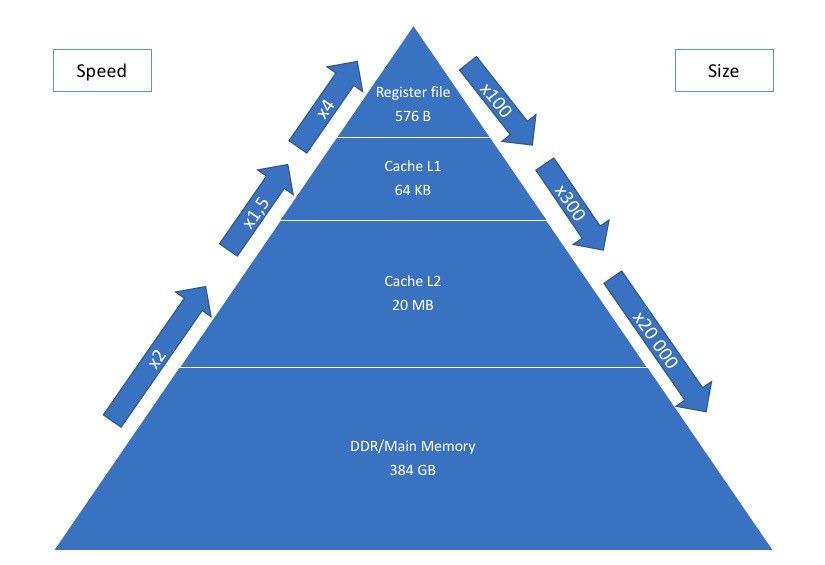 Speed
Size
Register file
576 B
x4
x100
Cache L1
64 KB
x1,5
x300
Cache L2
20 MB
x2
x20 000
DDR/Main Memory
384 GB